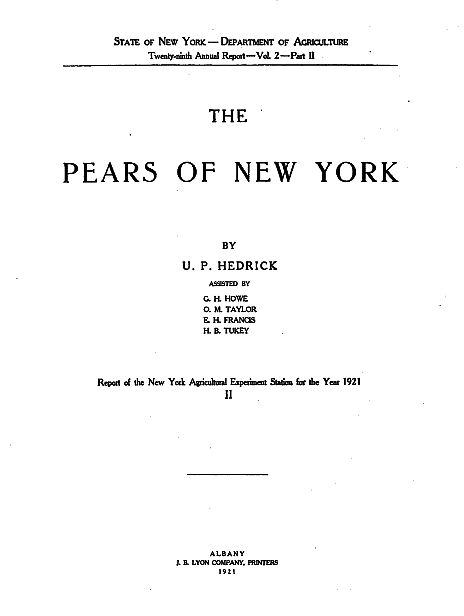 STATE OF NEW YORK — DEPARTMENT OF AGRICULTURE
Twenty-ninth Annual Report—Vol. 2—Part II
THE
PEARS OF NEW YORK
BY
U. P. HEDRICK
ASSISTED BY
G. H. HOWE
O. M. TAYLOR
E. H. FRANCIS
H. B. TUKEY
Report of the New York Agricultural Experiment Station for the Year 1921
II
ALBANY
J. B. LYON COMPANY, PRINTERS
1921